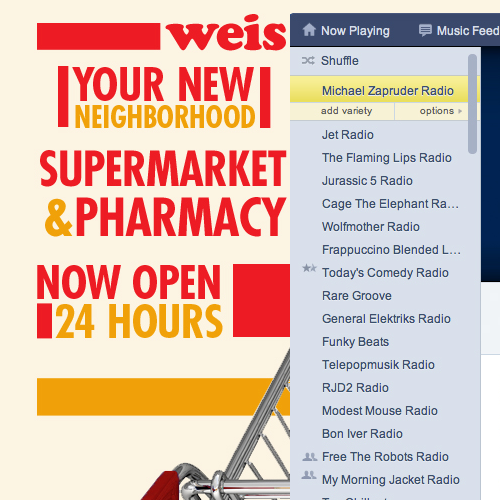 weis
YOUR NEW
NEIGHBORHOOD
SUPERMARKET
& PHARMACY
NOW OPEN
24 HOURS
Now Playing
Music Feed
Shuffle
Michael Zapruder Radio
add variety
options
Jet Radio
The Flaming Lips Radio
Jurassic 5 Radio
Cage The Elephant Ra...
Wolfmother Radio
Frappuccino Blended L...
Today's Comedy Radio
Rare Groove
General Elektriks Radio
Funky Beats
Telepopmusik Radio
RJD2 Radio
Modest Mouse Radio
Bon Iver Radio
Free The Robots Radio
My Morning Jacket Radio